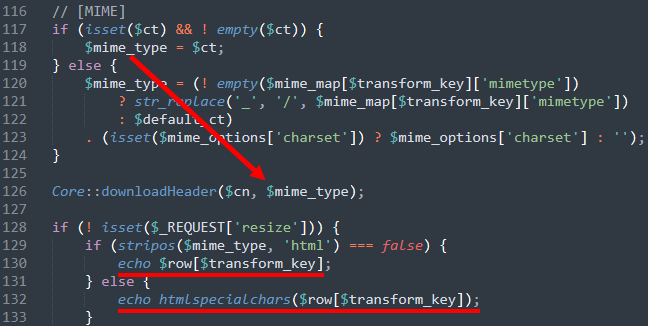 116 // [MIME]
117 if (isset($ct) && ! empty($ct)) {
118 $mime_type = $ct;
119 } else {
120 $mime_type = (! empty($mime_map[$transform_key]['mimetype'])
121 ? str_replace('_', '/', $mime_map[$transform_key]['mimetype'])
122 : $default_ct)
123 . (isset($mime_options['charset']) ? $mime_options['charset'] : '');
124 }
125
126 Core::downloadHeader($cn, $mime_type);
127
128 if (! isset($_REQUEST['resize'])) {
129 if (stripos($mime_type, 'html') === false) {
130 echo $row[$transform_key];
131 } else {
132 echo htmlspecialchars($row[$transform_key]);
133 }